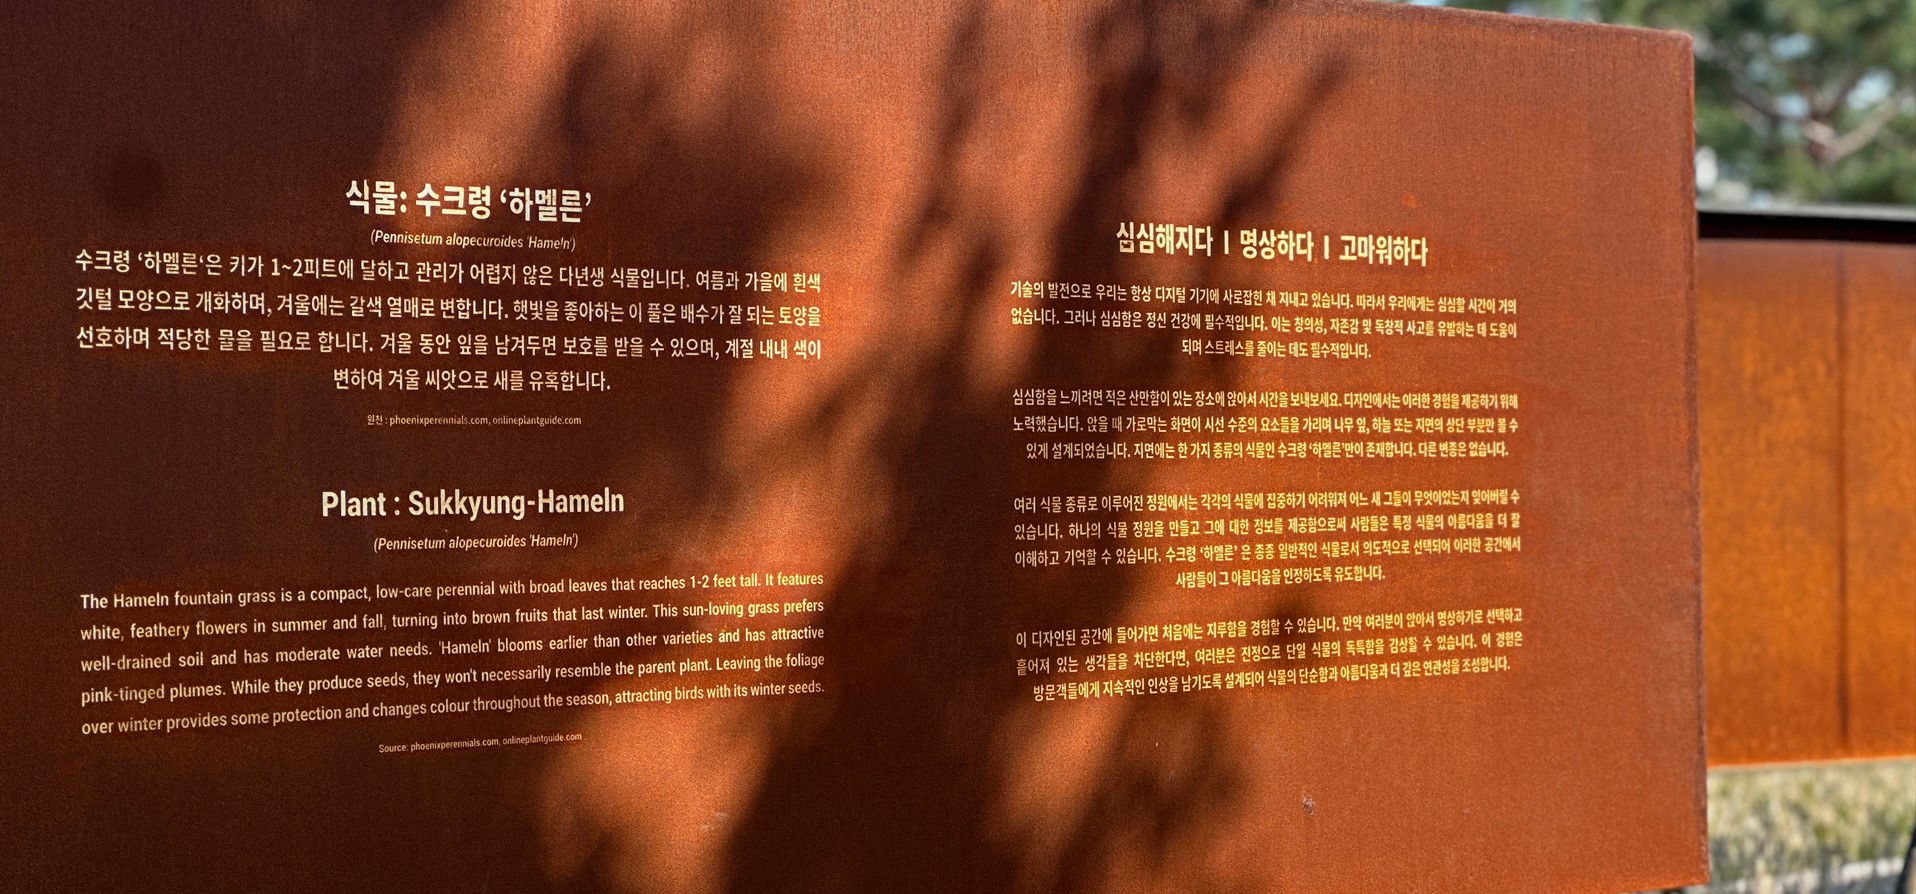 식물: 수크령 ‘하멜른’
(Pennisetum alopecuroides 'Hameln')
수크령 ‘하멜른‘은 키가 1~2피트에 달하고 관리가 어렵지 않은 다년생 식물입니다. 여름과 가을에 흰색
깃털 모양으로 개화하며, 겨울에는 갈색 열매로 변합니다. 햇빛을 좋아하는 이 풀은 배수가 잘 되는 토양을
선호하며 적당한 물을 필요로 합니다. 겨울 동안 잎을 남겨두면 보호를 받을 수 있으며, 계절 내내 색이
변하여 겨울 씨앗으로 새를 유혹합니다.
원천 : phoenixperennials.com, onlineplantguide.com
Plant : Sukkyung-Hameln
(Pennisetum alopecuroides 'Hameln')
The Hameln fountain grass is a compact, low-care perennial with broad leaves that reaches 1-2 feet tall. It features
white, feathery flowers in summer and fall, turning into brown fruits that last winter. This sun-loving grass prefers
well-drained soil and has moderate water needs. 'Hameln' blooms earlier than other varieties and has attractive
pink-tinged plumes. While they produce seeds, they won't necessarily resemble the parent plant. Leaving the foliage
over winter provides some protection and changes colour throughout the season, attracting birds with its winter seeds.
Source: phoenixperennials.com, onlineplantguide.com
심심해지다 | 명상하다 | 고마워하다
기술의 발전으로 우리는 항상 디지털 기기에 사로잡힌 채 지내고 있습니다. 따라서 우리에게는 심심할 시간이 거의
없습니다. 그러나 심심함은 정신 건강에 필수적입니다. 이는 창의성, 자존감 및 독창적 사고를 유발하는 데 도움이
되며 스트레스를 줄이는 데도 필수적입니다.
심심함을 느끼려면 적은 산만함이 있는 장소에 앉아서 시간을 보내보세요. 디자인에서는 이러한 경험을 제공하기 위해
노력했습니다. 앉을 때 가로막는 화면이 시선 수준의 요소들을 가리며 나무 잎, 하늘 또는 지면의 상단 부분만 볼 수
있게 설계되었습니다. 지면에는 한 가지 종류의 식물인 수크령 ‘하멜른’만이 존재합니다. 다른 변종은 없습니다.
여러 식물 종류로 이루어진 정원에서는 각각의 식물에 집중하기 어려워져 어느 새 그들이 무엇이었는지 잊어버릴 수
있습니다. 하나의 식물 정원을 만들고 그에 대한 정보를 제공함으로써 사람들은 특정 식물의 아름다움을 더 잘
이해하고 기억할 수 있습니다. 수크령 ‘하멜른’ 은 종종 일반적인 식물로서 의도적으로 선택되어 이러한 공간에서
사람들이 그 아름다움을 인정하도록 유도합니다.
이 디자인된 공간에 들어가면 처음에는 지루함을 경험할 수 있습니다. 만약 여러분이 앉아서 명상하기로 선택하고
흩어져 있는 생각들을 차단한다면, 여러분은 진정으로 단일 식물의 독특함을 감상할 수 있습니다. 이 경험은
방문객들에게 지속적인 인상을 남기도록 설계되어 식물의 단순함과 아름다움과 더 깊은 연관성을 조성합니다.